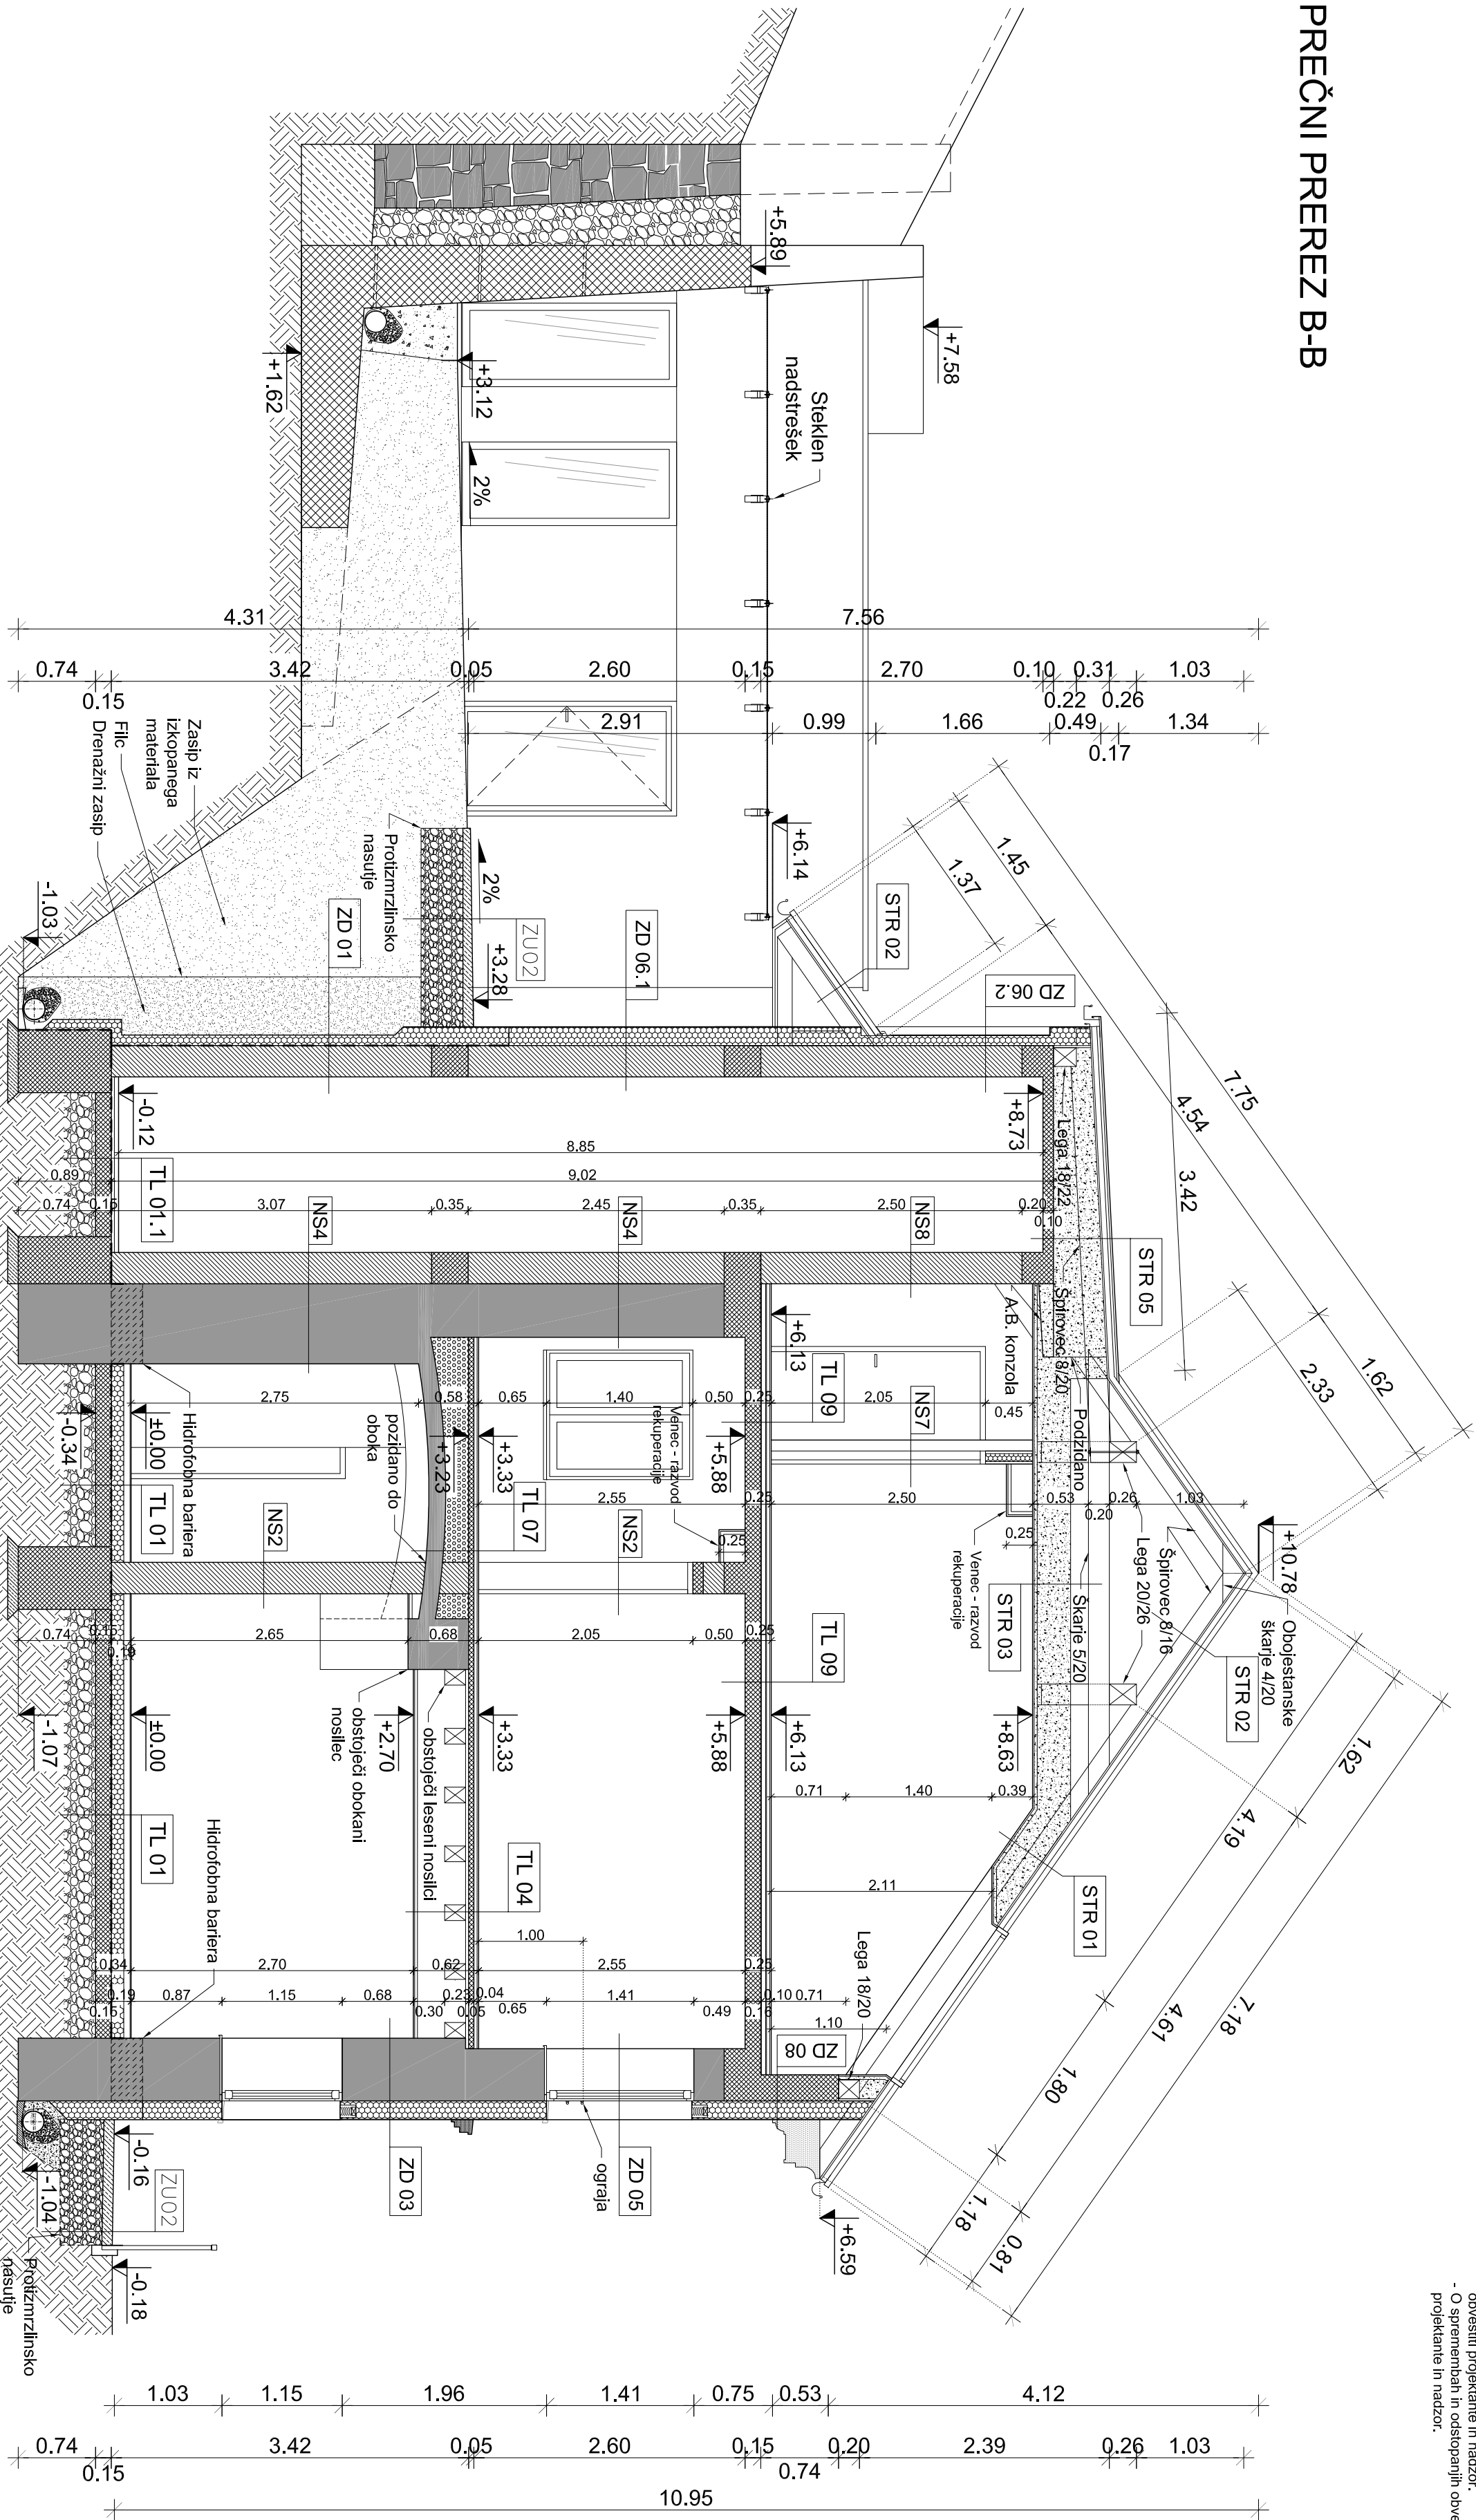 PREČNI PREREZ B-B
obvestiti projektante in nadzor.
- O spremembah in odstopanjih obve
projektante in nadzor.
+7.58
+5.89
Steklen
nadstrešek
+3.12
+1.62
2%
7.56
4.31
1.03
0.31
0.10
2.70
0.15
2.60
0.05
3.42
0.74
0.26
0.22
0.15
1.34
0.49
1.66
0.99
2.91
0.17
Zasip iz
izkopanega
materiala
Filc
Drenažni zasip
-1.03
Protizmrzlinsko
nasutje
2%
ZU02
+3.28
ZD 01
ZD 06.1
+6.14
STR 02
ZD 06.2
1.37
1.45
7.75
4.54
3.42
1.62
2.33
+8.73
-0.12
8.85
9.02
0.89
0.74
0.15
3.07
0.35
2.45
0.35
2.50
0.20
0.10
TL 01.1
NS4
NS4
NS8
Lega 18/22
Špirovec 8/20
STR 05
A.B. konzola
Podzidano
+6.13
TL 09
NS7
2.75
0.58
0.65
1.40
0.50
0.25
2.05
0.45
±0.00
-0.34
Hidrofobna bariera
TL 01
pozidano do
oboka
+3.23
+3.33
+5.88
Venec - razvod
rekuperacije
TL 07
NS2
NS2
2.55
0.25
2.50
0.53
0.20
0.26
1.03
0.25
0.25
Venec - razvod
rekuperacije
+10.78
Obojestanske
škarje 4/20
Špirovec 8/16
Lega 20/26
Škarje 5/20
STR 02
STR 03
0.74
0.15
0.19
2.65
0.68
2.05
0.50
0.25
TL 09
-1.07
±0.00
+2.70
+3.33
+5.88
+6.13
+8.63
obstoječi obokani
nosilec
obstoječi leseni nosilci
TL 01
TL 04
Hidrofobna bariera
0.71
1.40
0.39
2.11
STR 01
1.62
4.19
4.61
7.18
1.80
1.18
0.81
1.00
0.34
2.70
0.62
2.55
0.25
0.19
0.87
1.15
0.68
0.23
0.04
1.41
0.10
0.71
0.15
0.30
0.05
0.65
0.49
0.16
1.10
Lega 18/20
ZD 08
ZD 03
ZD 05
ograja
+6.59
-0.16
-1.04
ZU02
-0.18
Protizmrzlinsko
nasutje
1.03
1.15
1.96
1.41
0.75
0.53
4.12
0.74
3.42
0.05
2.60
0.15
0.20
2.39
0.26
1.03
0.15
0.74
10.95